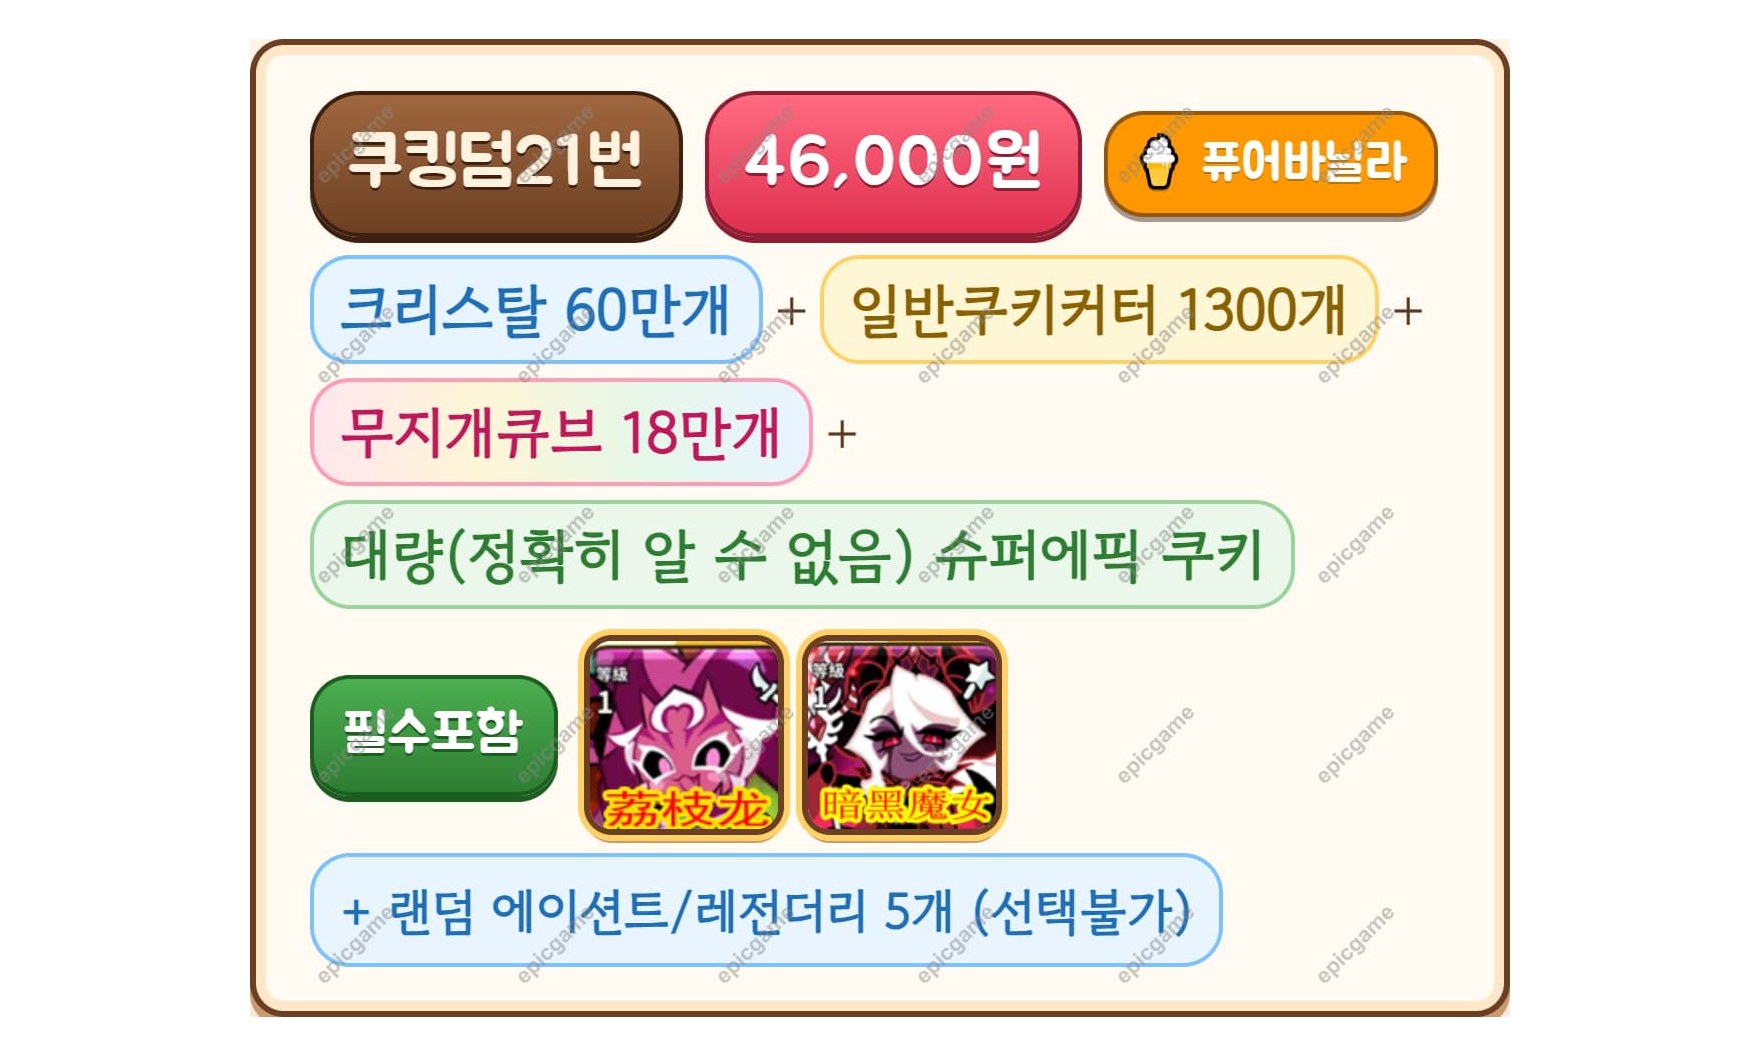 쿠킹덤21번 46,000원 퓨어바닐라
크리스탈 60만개 + 일반쿠키커터 1300개 +
무지개큐브 18만개 +
대량(정확히 알 수 없음) 슈퍼에픽 쿠키
필수포함
等級 1
荔枝龙
等級 1
暗黑魔女
+ 랜덤 에이션트/레전더리 5개 (선택불가)
epicgame